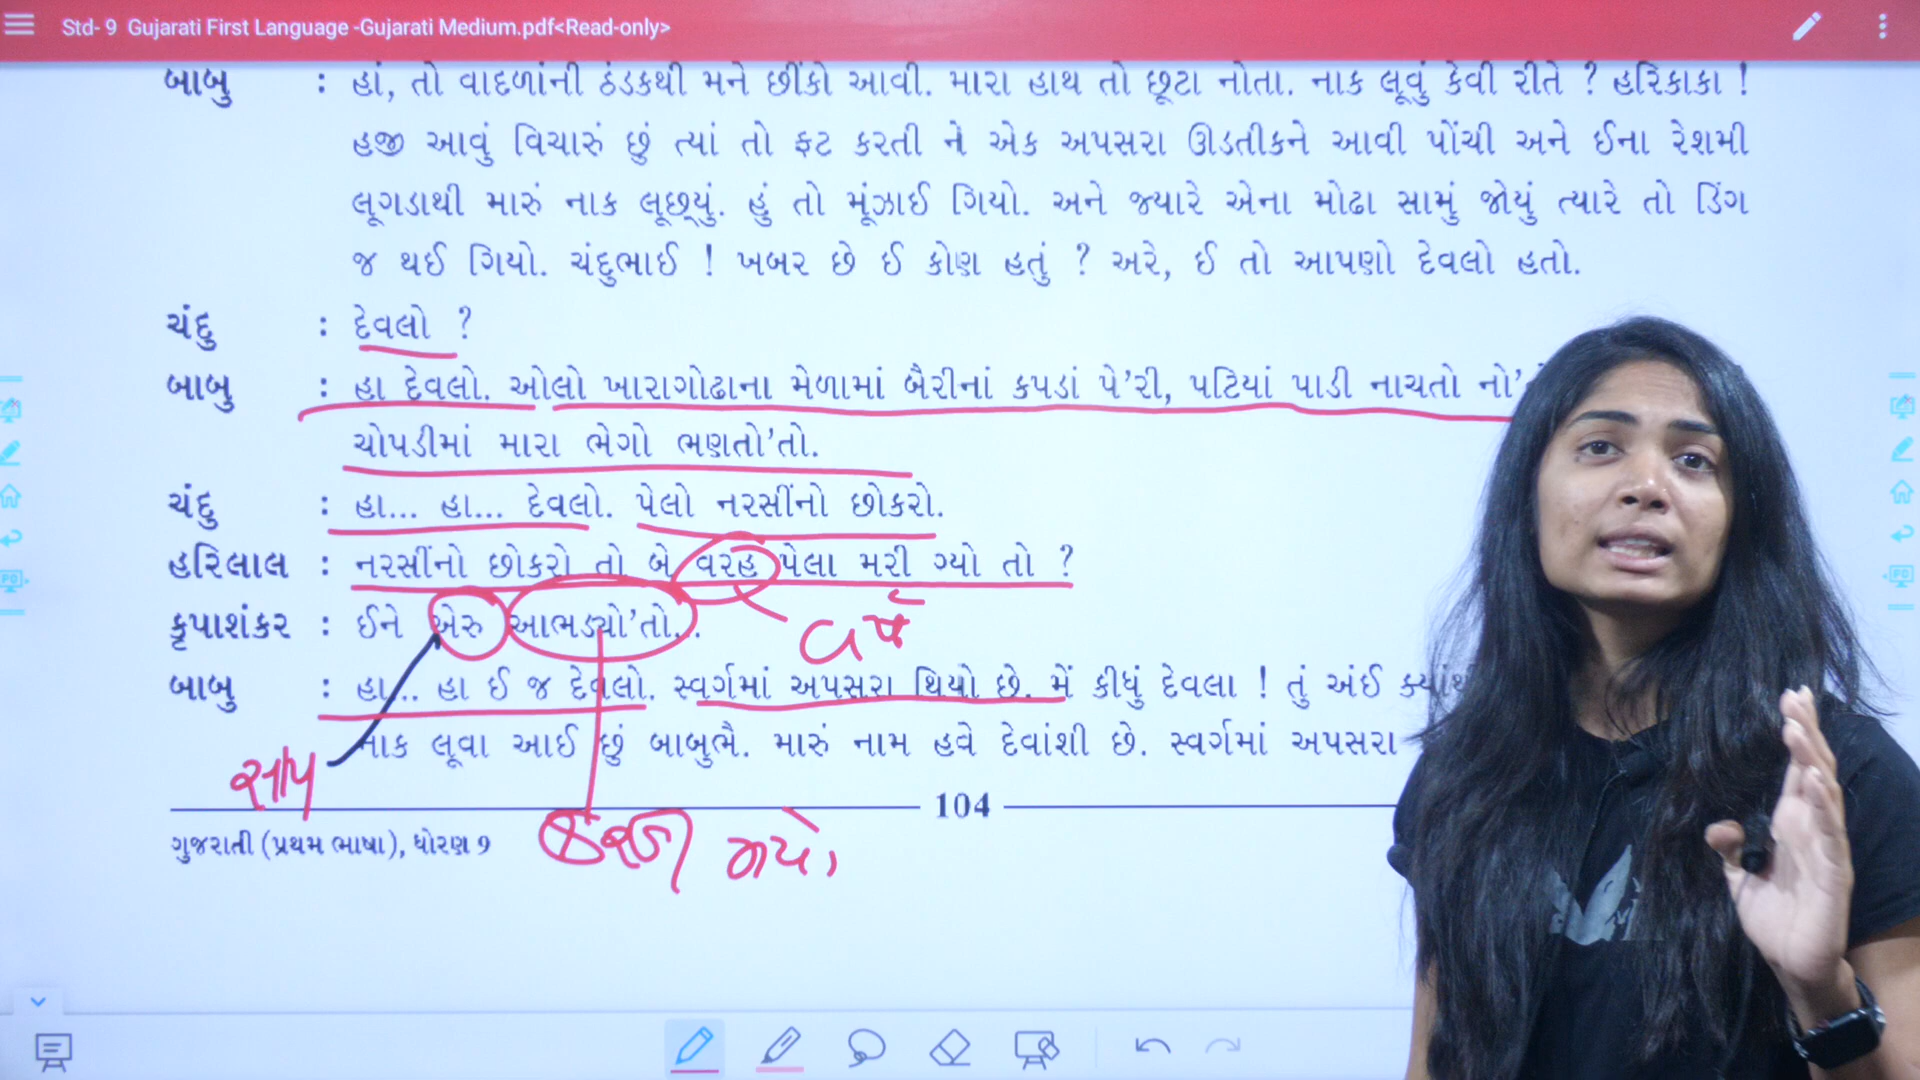 Std- 9 Gujarati First Language -Gujarati Medium.pdf<Read-only>
બાબુ : હાં, તો વાદળાંની ઠંડકથી મને છીંકો આવી. મારા હાથ તો છૂટા નોતા. નાક લૂવું કેવી રીતે ? હરિકાકા !
હજી આવું વિચારું છું ત્યાં તો ફટ કરતી ને એક અપસરા ઊડતીકને આવી પોંચી અને ઈના રેશમી
લૂગડાથી મારું નાક લૂછ્યું. હું તો મૂંઝાઈ ગિયો. અને જ્યારે એના મોઢા સામું જોયું ત્યારે તો ડિંગ
જ થઈ ગિયો. ચંદુભાઈ ! ખબર છે ઈ કોણ હતું ? અરે, ઈ તો આપણો દેવલો હતો.
ચંદુ : દેવલો ?
બાબુ : હા દેવલો. ઓલો ખારાગોઢાના મેળામાં બૈરીનાં કપડાં પે'રી, પટિયાં પાડી નાચતો નો'
ચોપડીમાં મારા ભેગો ભણતો'તો.
ચંદુ : હા... હા... દેવલો. પેલો નરસીંનો છોકરો.
હરિલાલ : નરસીંનો છોકરો તો બે વરહ પેલા મરી ગ્યો તો ?
કૃપાશંકર : ઈને એરુ આભડ્યો'તો...
વર્ષ
બાબુ : હા... હા ઈ જ દેવલો. સ્વર્ગમાં અપસરા થિયો છે. મેં કીધું દેવલા ! તું અંઈ ક્યાંથ
નાક લૂવા આઈ છું બાબુભૈ. મારું નામ હવે દેવાંશી છે. સ્વર્ગમાં અપસરા
સાપ
104
ગુજરાતી (પ્રથમ ભાષા), ધોરણ 9
કરડી ગયો